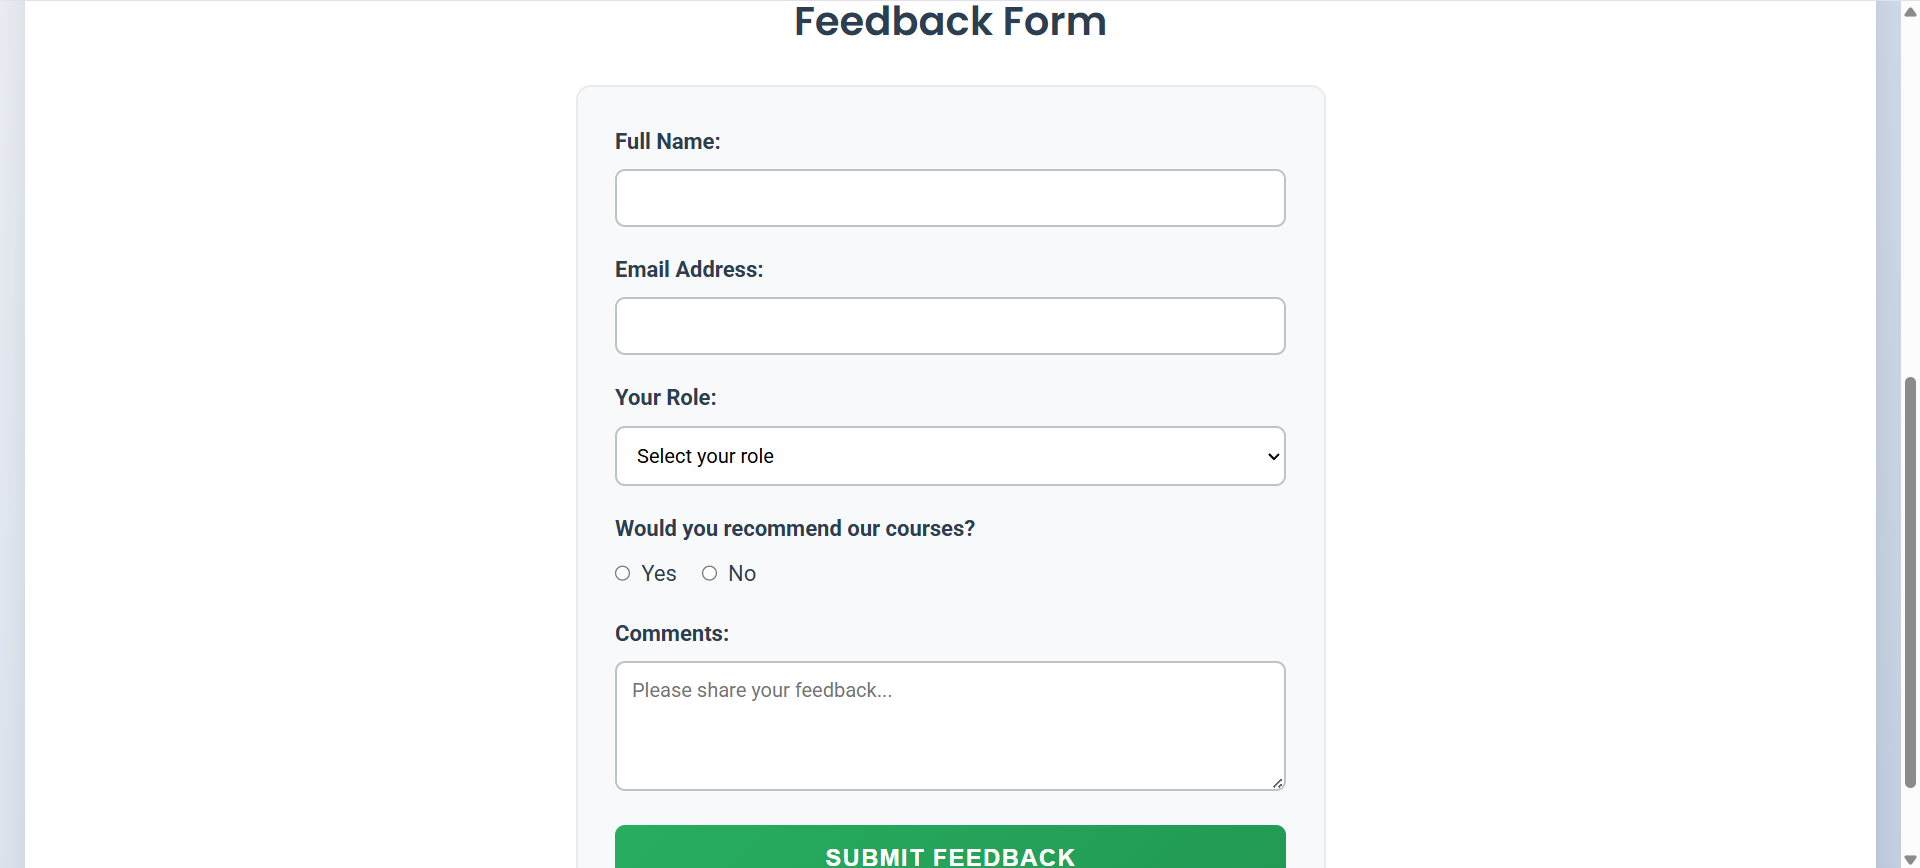 Feedback Form
Full Name:
Email Address:
Your Role:
Select your role
Would you recommend our courses?
Yes No
Comments:
Please share your feedback...
SUBMIT FEEDBACK